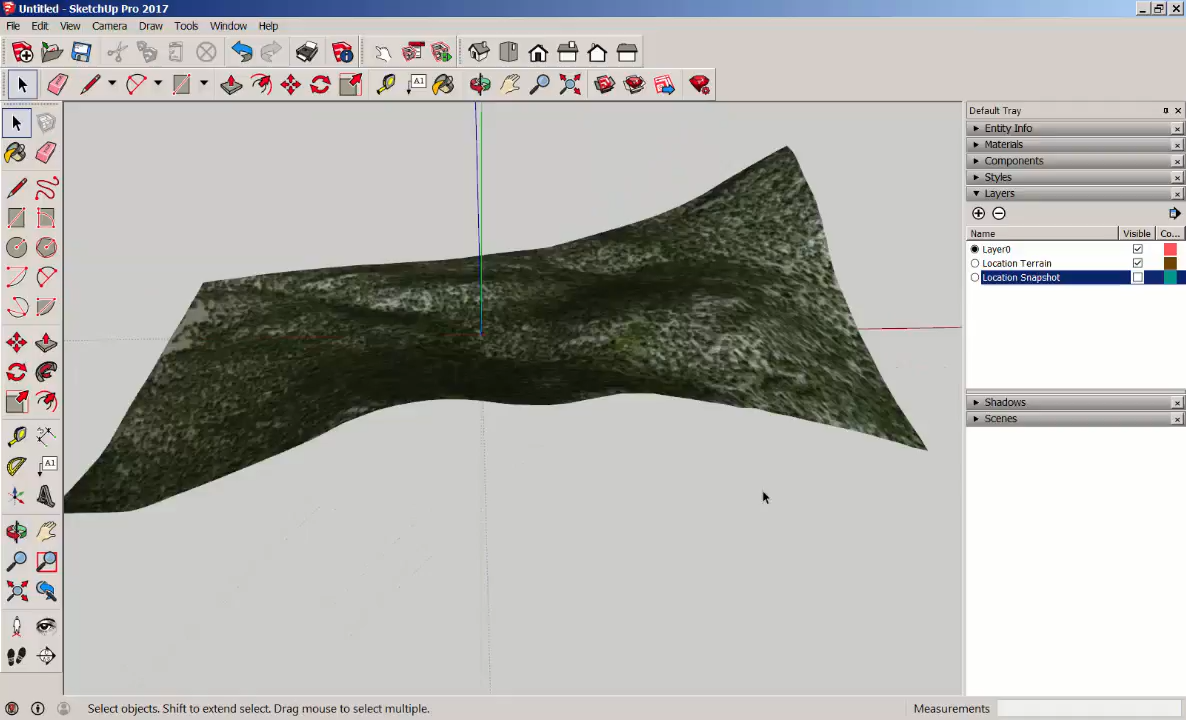 Untitled - SketchUp Pro 2017
File Edit View Camera Draw Tools Window Help
A1
Default Tray
Entity Info
Materials
Components
Styles
Layers
Name Visible Co...
Layer0
Location Terrain
Location Snapshot
Shadows
Scenes
A1
Select objects. Shift to extend select. Drag mouse to select multiple.
Measurements